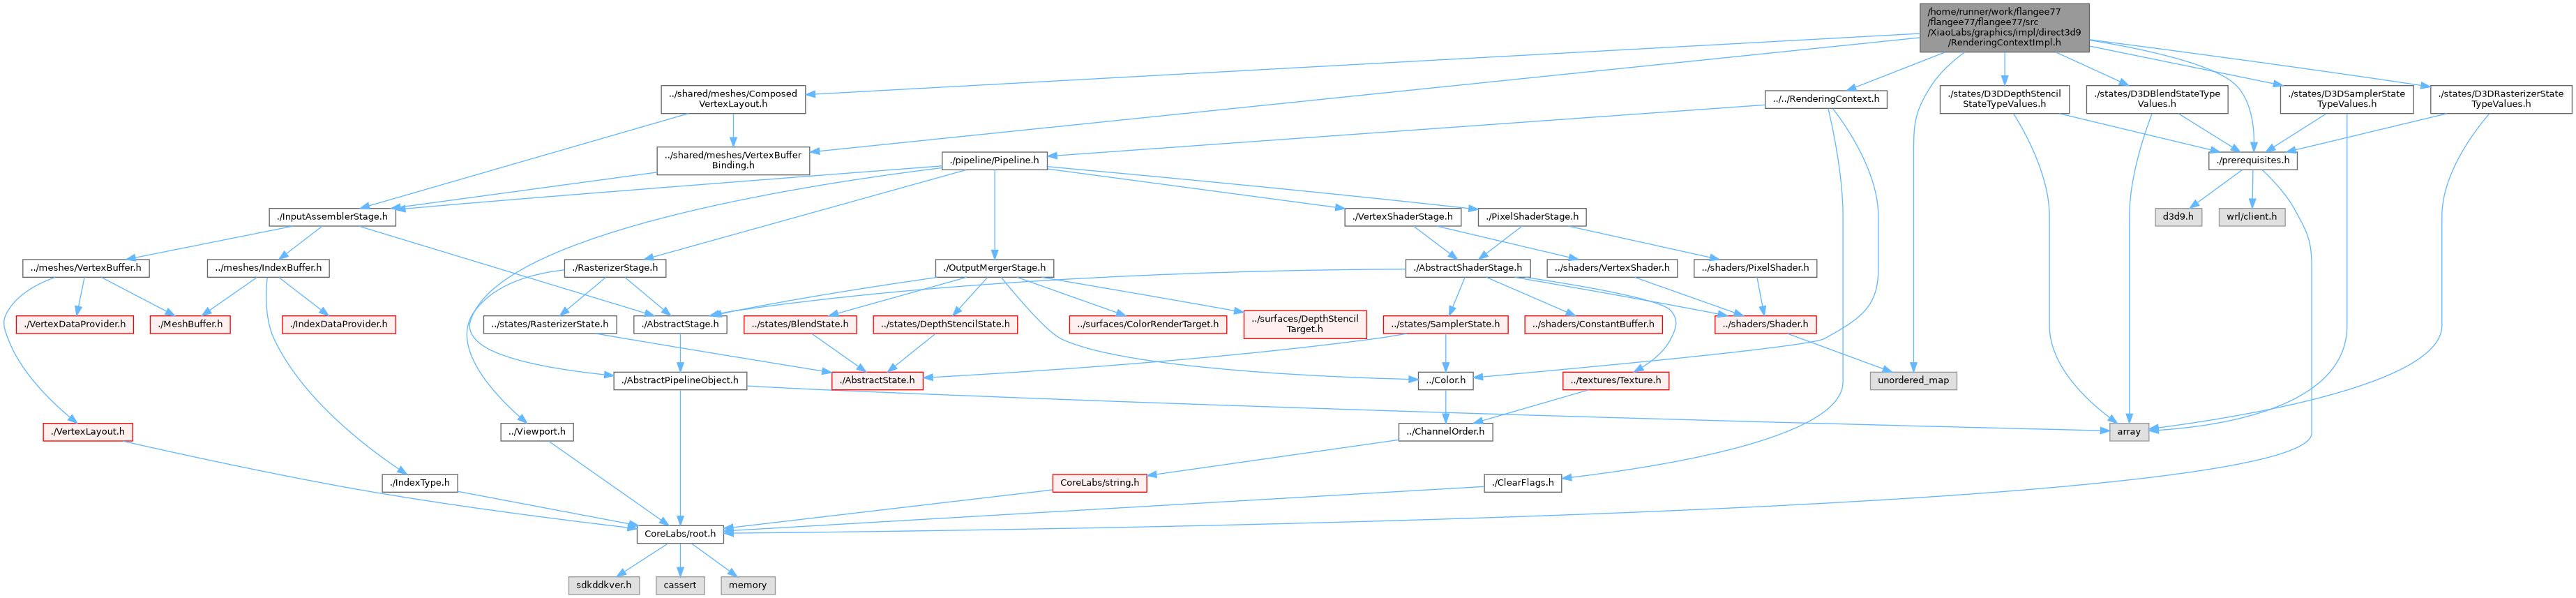 /home/runner/work/flangee77
/flangee77/flangee77/src
/XiaoLabs/graphics/impl/direct3d9
/RenderingContextImpl.h
../shared/meshes/Composed
VertexLayout.h
../../RenderingContext.h
./states/D3DDepthStencil
StateTypeValues.h
./states/D3DBlendStateType
Values.h
./states/D3DSamplerState
TypeValues.h
./states/D3DRasterizerState
TypeValues.h
../shared/meshes/VertexBuffer
Binding.h
./pipeline/Pipeline.h
./prerequisites.h
./InputAssemblerStage.h
./VertexShaderStage.h
./PixelShaderStage.h
d3d9.h
wrl/client.h
../meshes/VertexBuffer.h
../meshes/IndexBuffer.h
./RasterizerStage.h
./OutputMergerStage.h
./AbstractShaderStage.h
../shaders/VertexShader.h
../shaders/PixelShader.h
./VertexDataProvider.h
./MeshBuffer.h
./IndexDataProvider.h
../states/RasterizerState.h
./AbstractStage.h
../states/BlendState.h
../states/DepthStencilState.h
../surfaces/ColorRenderTarget.h
../surfaces/DepthStencil
Target.h
../states/SamplerState.h
../shaders/ConstantBuffer.h
../shaders/Shader.h
./AbstractPipelineObject.h
./AbstractState.h
../Color.h
../textures/Texture.h
unordered_map
./VertexLayout.h
../Viewport.h
../ChannelOrder.h
array
./IndexType.h
CoreLabs/string.h
./ClearFlags.h
CoreLabs/root.h
sdkddkver.h
cassert
memory